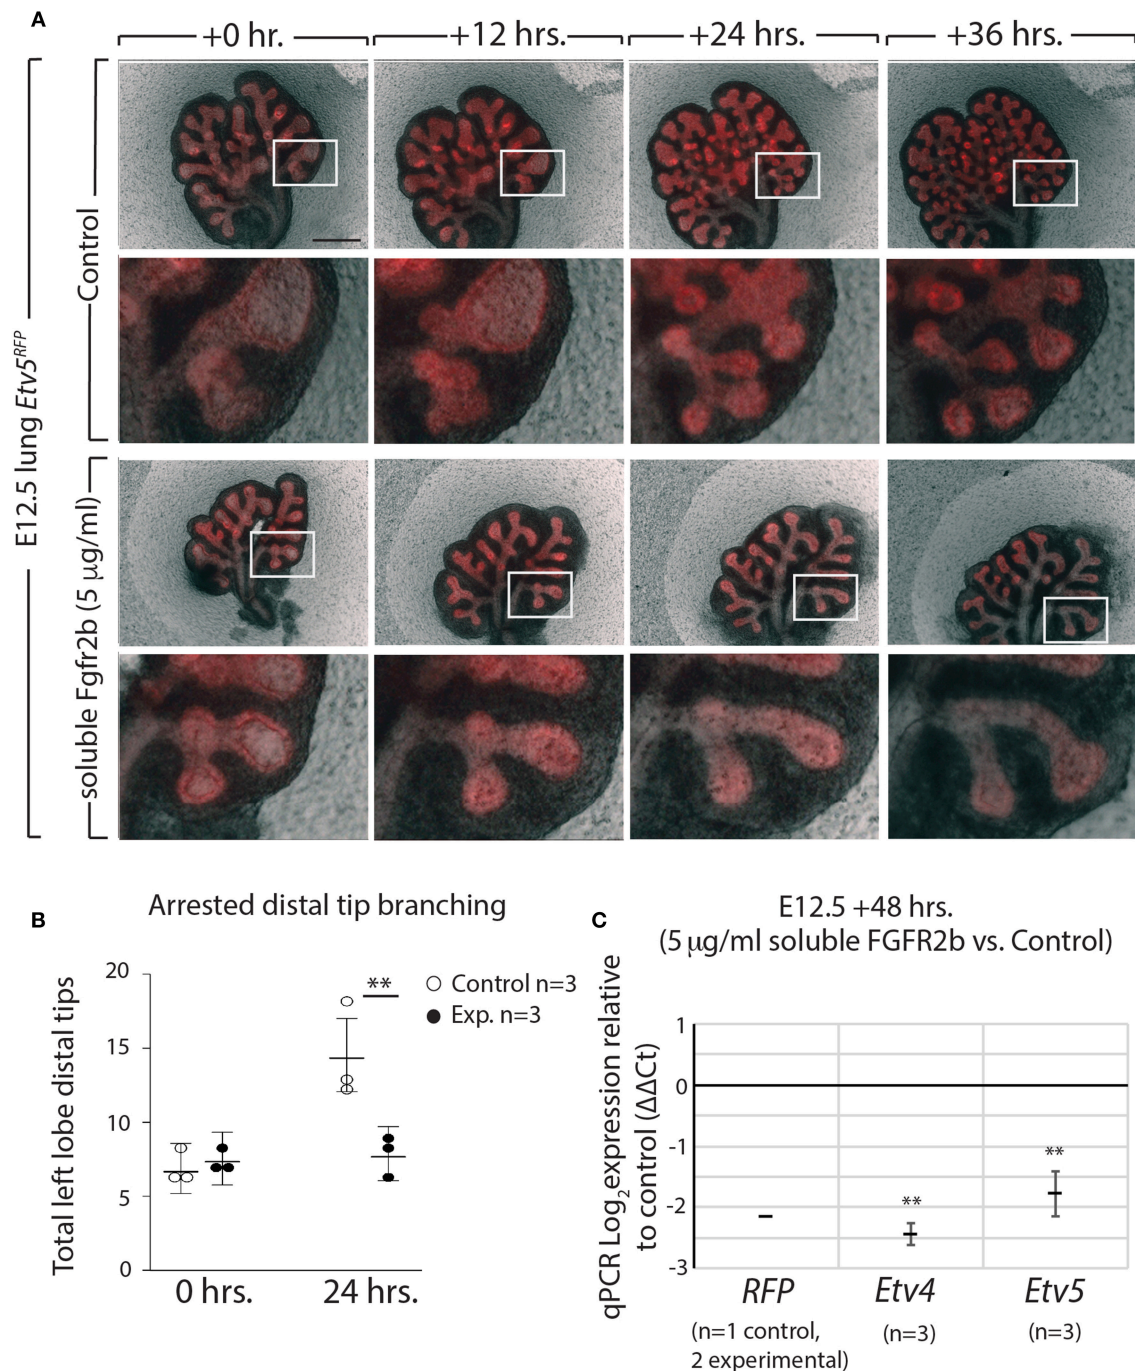 A
+0 hr.
+12 hrs.
+24 hrs.
+36 hrs.
E12.5 lung Etv5RFP
Control
soluble Fgfr2b (5 μg/ml)
B
Arrested distal tip branching
Total left lobe distal tips
20
15
10
5
0
**
Control n=3
Exp. n=3
0 hrs.
24 hrs.
C
E12.5 +48 hrs.
(5 μg/ml soluble FGFR2b vs. Control)
qPCR Log2 expression relative
to control (ΔΔCt)
1
0
-1
-2
-3
**
**
RFP
Etv4
Etv5
(n=1 control,
2 experimental)
(n=3)
(n=3)